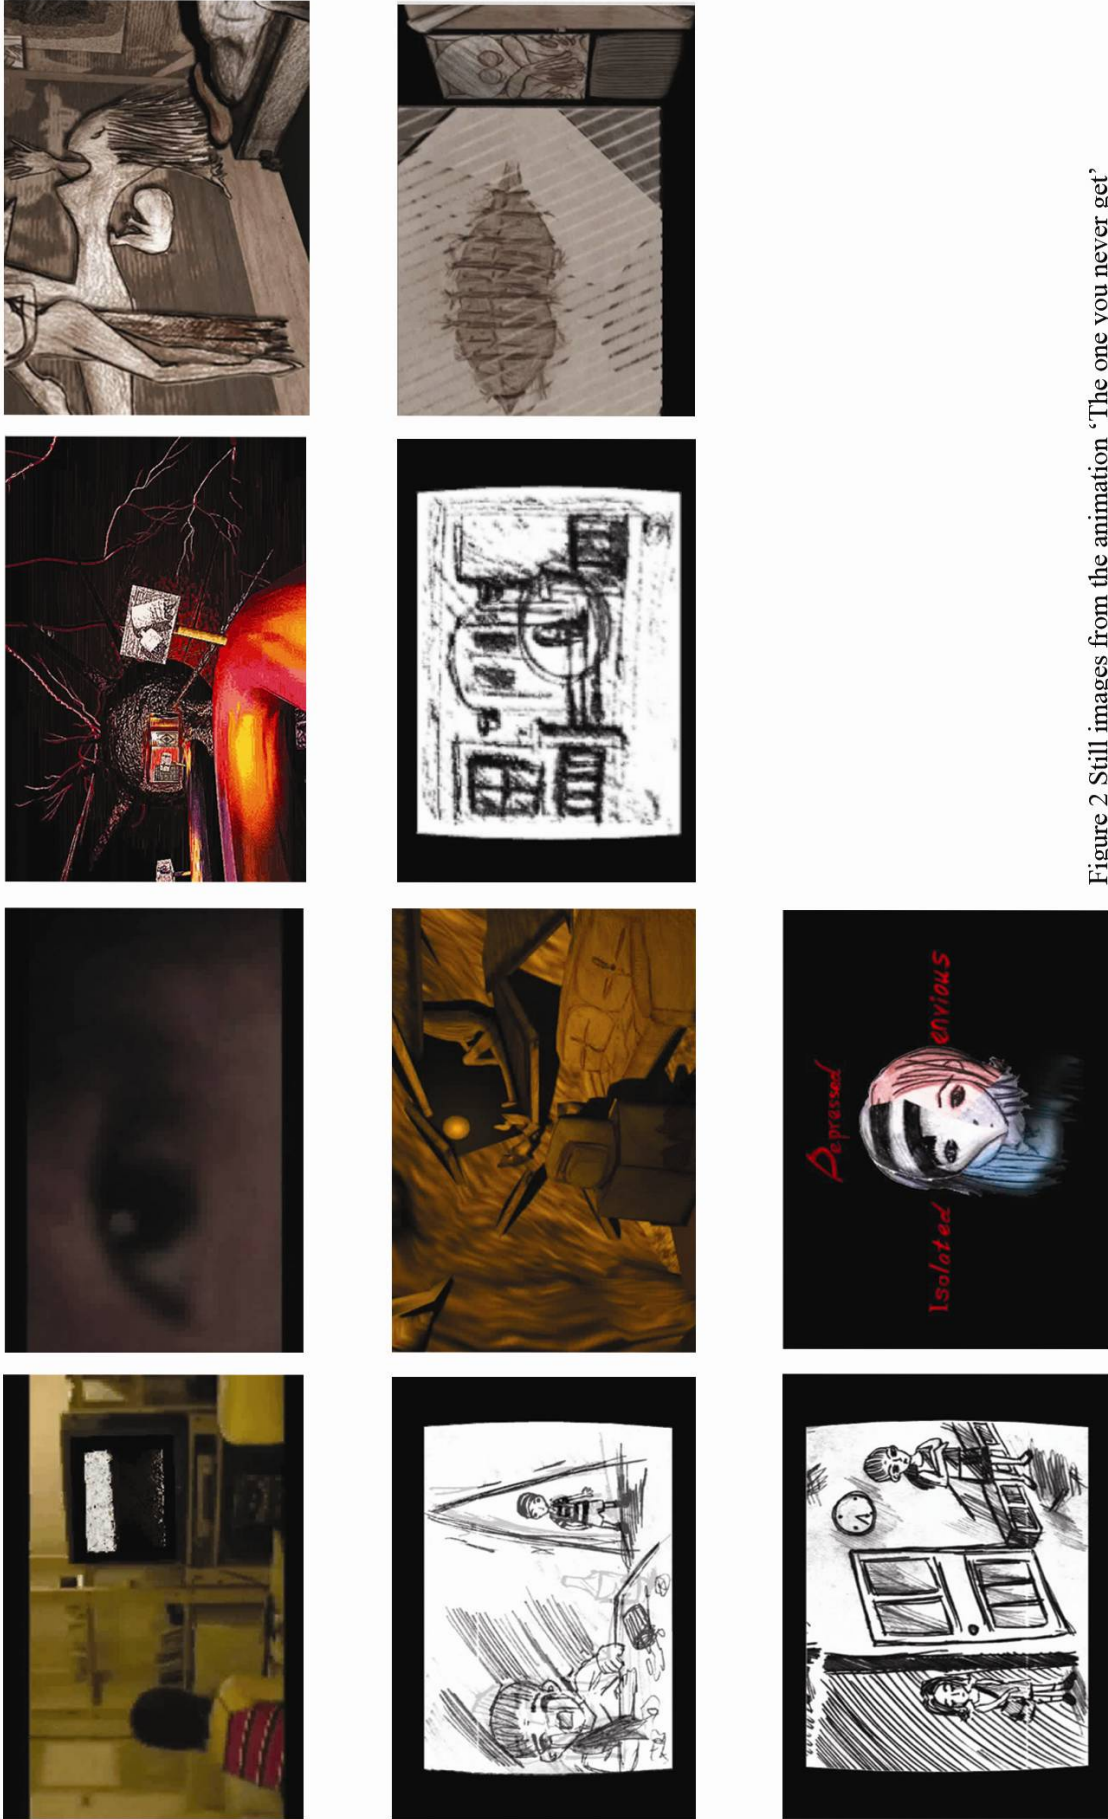 Depressed
Isolated envious
Figure 2 Still images from the animation ‘The one you never get’